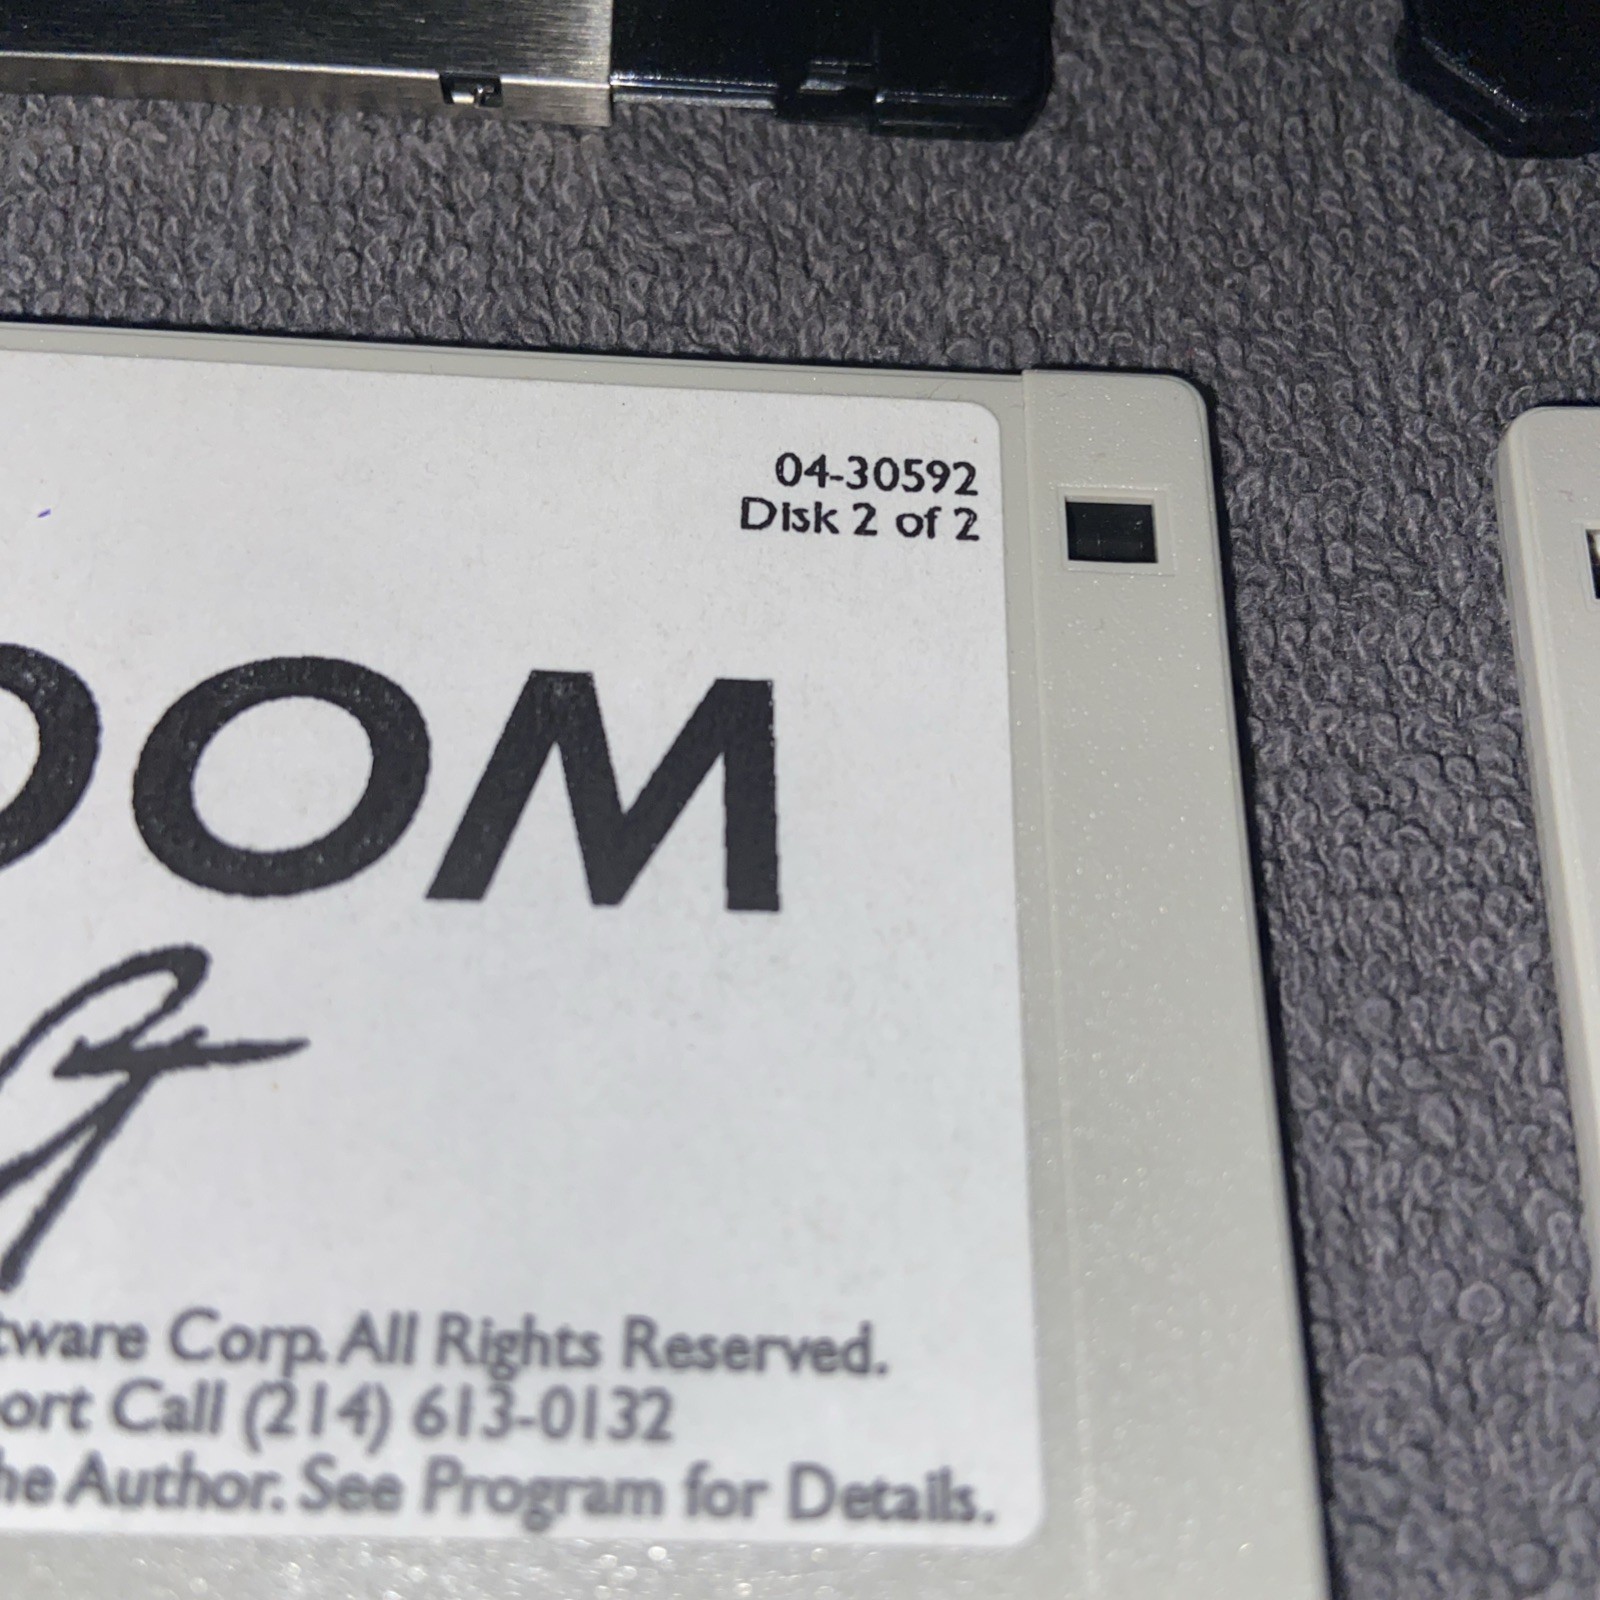 04-30592
Disk 2 of 2
OOM
tware Corp. All Rights Reserved.
ort Call (214) 613-0132
he Author. See Program for Details.